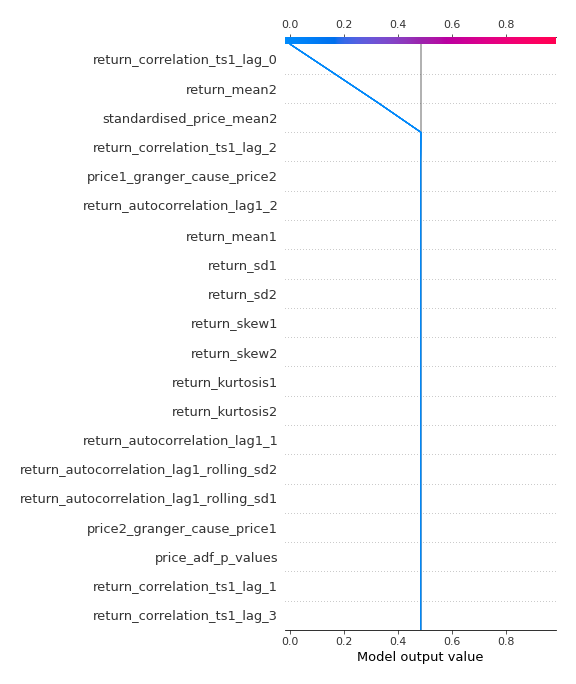 0.0 0.2 0.4 0.6 0.8
return_correlation_ts1_lag_0
return_mean2
standardised_price_mean2
return_correlation_ts1_lag_2
price1_granger_cause_price2
return_autocorrelation_lag1_2
return_mean1
return_sd1
return_sd2
return_skew1
return_skew2
return_kurtosis1
return_kurtosis2
return_autocorrelation_lag1_1
return_autocorrelation_lag1_rolling_sd2
return_autocorrelation_lag1_rolling_sd1
price2_granger_cause_price1
price_adf_p_values
return_correlation_ts1_lag_1
return_correlation_ts1_lag_3
0.0 0.2 0.4 0.6 0.8
Model output value